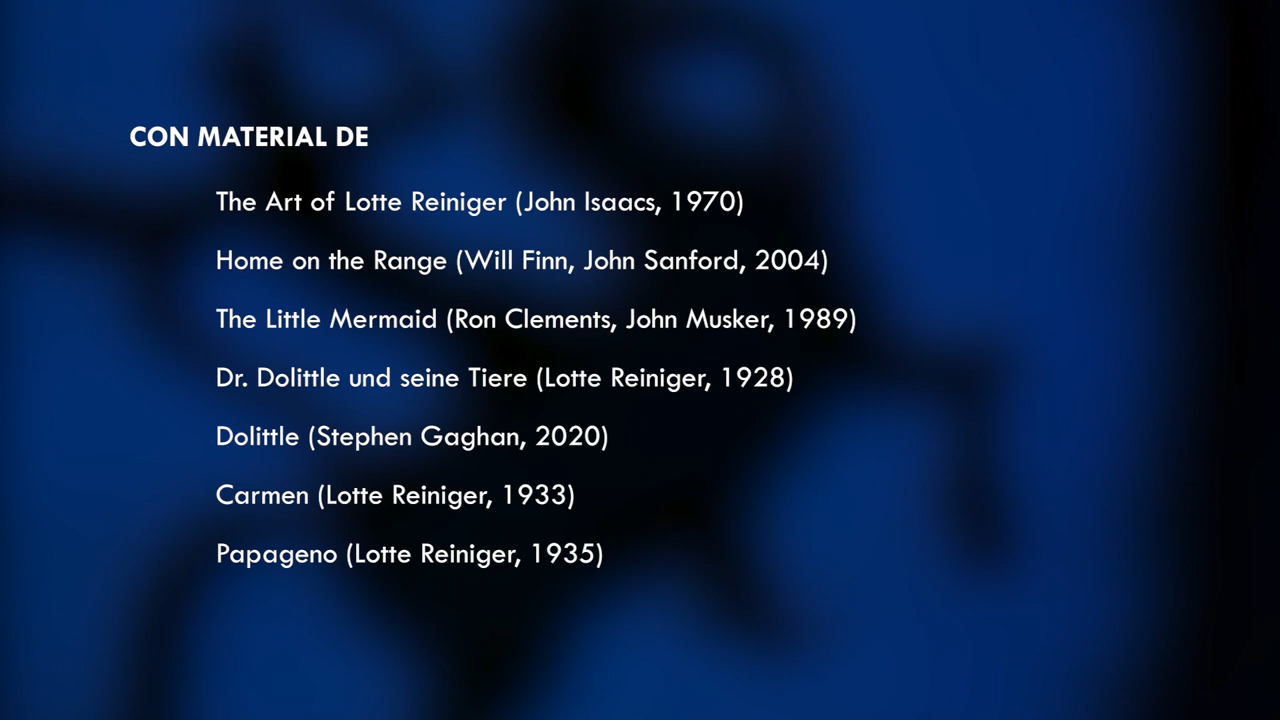 CON MATERIAL DE
The Art of Lotte Reiniger (John Isaacs, 1970)
Home on the Range (Will Finn, John Sanford, 2004)
The Little Mermaid (Ron Clements, John Musker, 1989)
Dr. Dolittle und seine Tiere (Lotte Reiniger, 1928)
Dolittle (Stephen Gaghan, 2020)
Carmen (Lotte Reiniger, 1933)
Papageno (Lotte Reiniger, 1935)